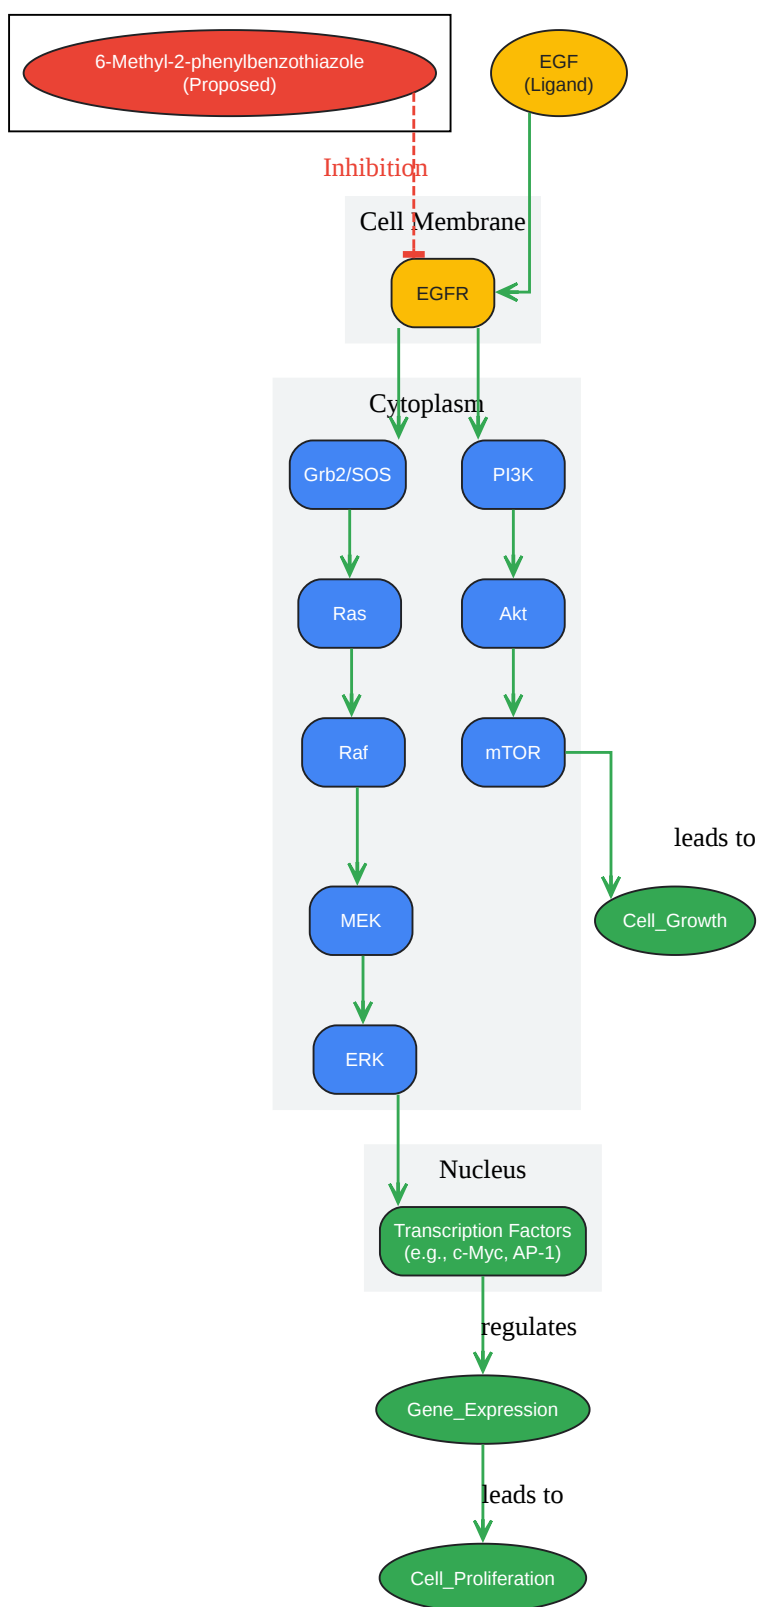 6-Methyl-2-phenylbenzothiazole
(Proposed)
EGF
(Ligand)
Inhibition
Cell Membrane
EGFR
Cytoplasm
Grb2/SOS
PI3K
Ras
Akt
Raf
mTOR
leads to
MEK
Cell_Growth
ERK
Nucleus
Transcription Factors
(e.g., c-Myc, AP-1)
regulates
Gene_Expression
leads to
Cell_Proliferation